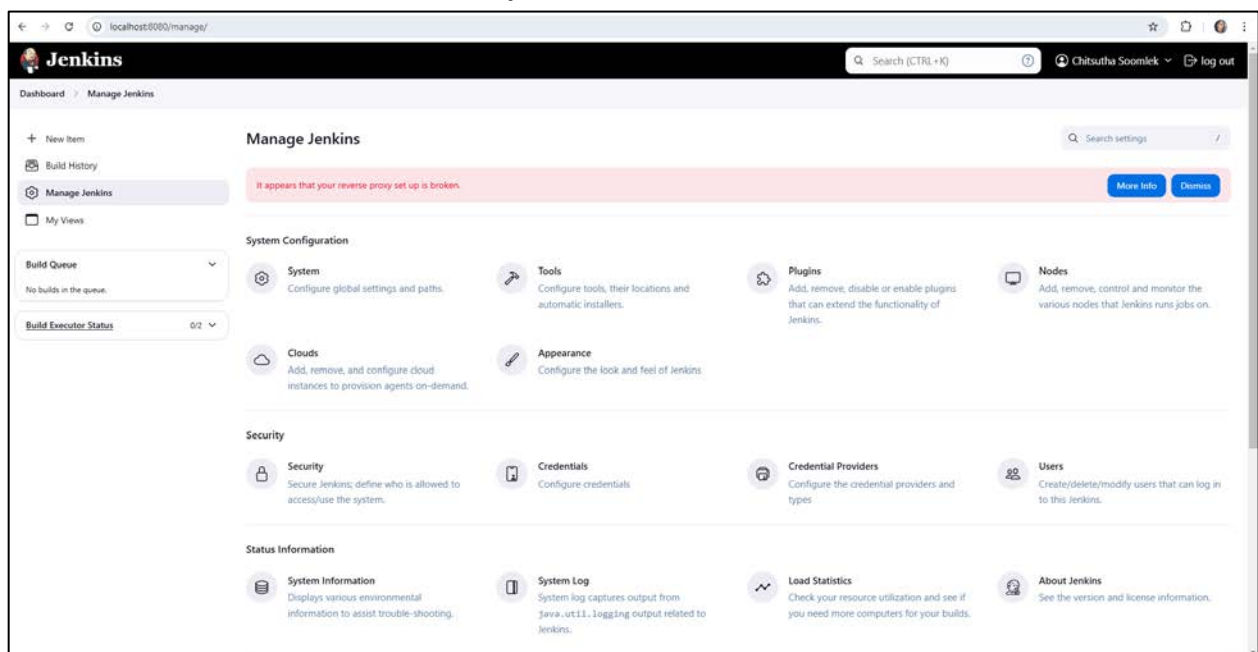 localhost:8080/manage/
Jenkins
Search (CTRL+K)
Chitsutha Soomlek
log out
Dashboard > Manage Jenkins
New Item
Build History
Manage Jenkins
My Views
Build Queue
No builds in the queue.
Build Executor Status 0/2
Manage Jenkins
Search settings /
It appears that your reverse proxy set up is broken.
More Info
Dismiss
System Configuration
System
Configure global settings and paths.
Tools
Configure tools, their locations and
automatic installers.
Plugins
Add, remove, disable or enable plugins
that can extend the functionality of
Jenkins.
Nodes
Add, remove, control and monitor the
various nodes that Jenkins runs jobs on.
Clouds
Add, remove, and configure cloud
instances to provision agents on-demand.
Appearance
Configure the look and feel of Jenkins
Security
Security
Secure Jenkins; define who is allowed to
access/use the system.
Credentials
Configure credentials
Credential Providers
Configure the credential providers and
types
Users
Create/delete/modify users that can log in
to this Jenkins.
Status Information
System Information
Displays various environmental
information to assist trouble-shooting.
System Log
System log captures output from
java.util.logging output related to
Jenkins.
Load Statistics
Check your resource utilization and see if
you need more computers for your builds.
About Jenkins
See the version and license information.